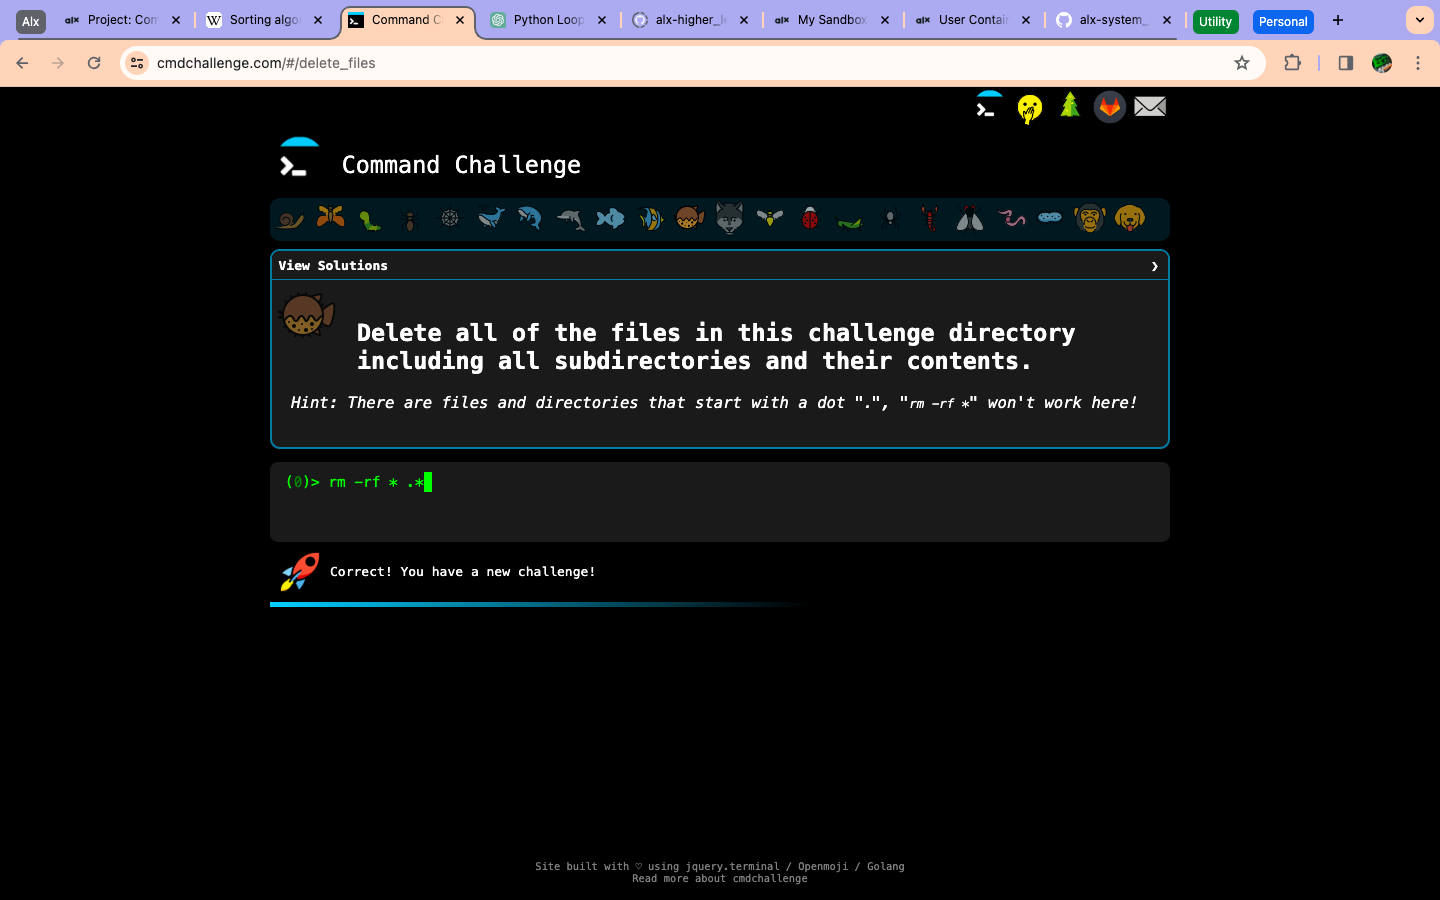 Alx
Project: Com
Sorting algo
Command C
Python Loop
alx-higher_l
My Sandbox
User Contai
alx-system_
Utility
Personal
cmdchallenge.com/#/delete_files
Command Challenge
View Solutions
Delete all of the files in this challenge directory
including all subdirectories and their contents.
Hint: There are files and directories that start with a dot ".", "rm -rf *" won't work here!
(0)> rm -rf * .*
Correct! You have a new challenge!
Site built with ♡ using jquery.terminal / Openmoji / Golang
Read more about cmdchallenge